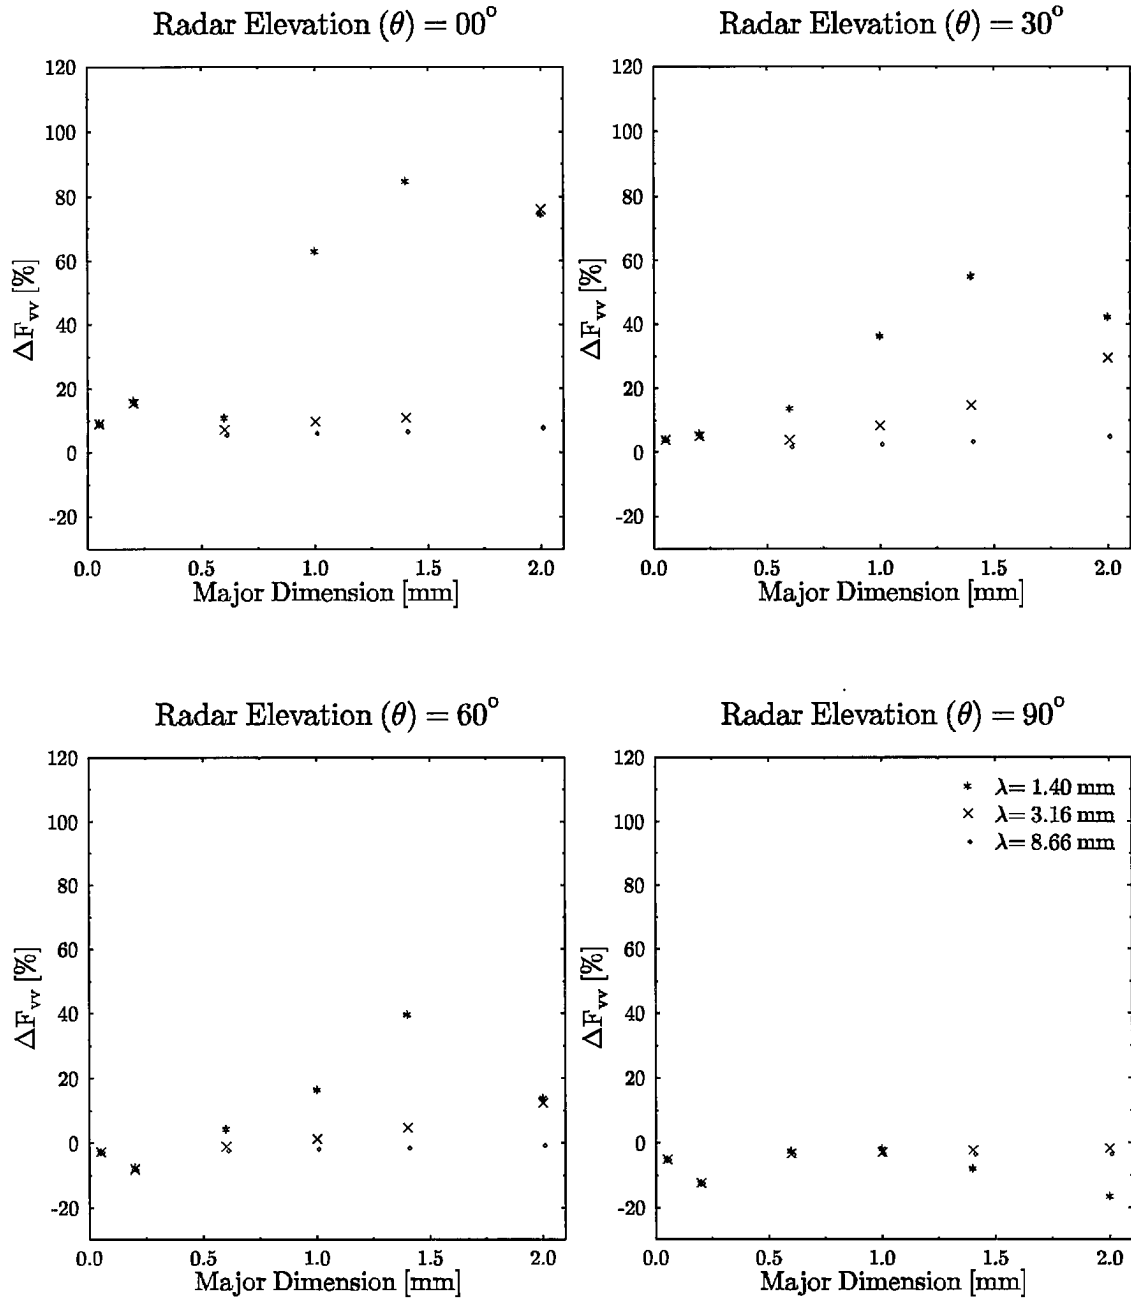 Radar Elevation (θ) = 00°
120
100
80
60
40
20
0
-20
ΔF_vv [%]
0.0 0.5 1.0 1.5 2.0
Major Dimension [mm]
Radar Elevation (θ) = 30°
120
100
80
60
40
20
0
-20
ΔF_vv [%]
0.0 0.5 1.0 1.5 2.0
Major Dimension [mm]
Radar Elevation (θ) = 60°
120
100
80
60
40
20
0
-20
ΔF_vv [%]
0.0 0.5 1.0 1.5 2.0
Major Dimension [mm]
Radar Elevation (θ) = 90°
120
100
80
60
40
20
0
-20
ΔF_vv [%]
λ= 1.40 mm
λ= 3.16 mm
λ= 8.66 mm
0.0 0.5 1.0 1.5 2.0
Major Dimension [mm]